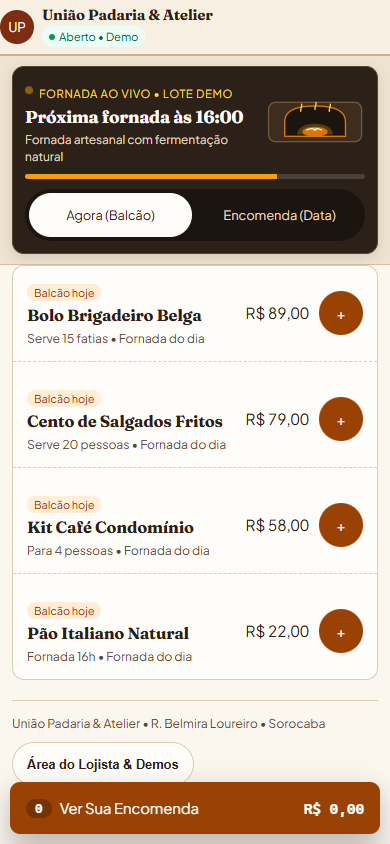 UP
União Padaria & Atelier
Aberto • Demo
FORNADA AO VIVO • LOTE DEMO
Próxima fornada às 16:00
Fornada artesanal com fermentação
natural
Agora (Balcão)
Encomenda (Data)
Balcão hoje
Bolo Brigadeiro Belga
Serve 15 fatias • Fornada do dia
R$ 89,00
+
Balcão hoje
Cento de Salgados Fritos
Serve 20 pessoas • Fornada do dia
R$ 79,00
+
Balcão hoje
Kit Café Condomínio
Para 4 pessoas • Fornada do dia
R$ 58,00
+
Balcão hoje
Pão Italiano Natural
Fornada 16h • Fornada do dia
R$ 22,00
+
União Padaria & Atelier • R. Belmira Loureiro • Sorocaba
Área do Lojista & Demos
0 Ver Sua Encomenda R$ 0,00